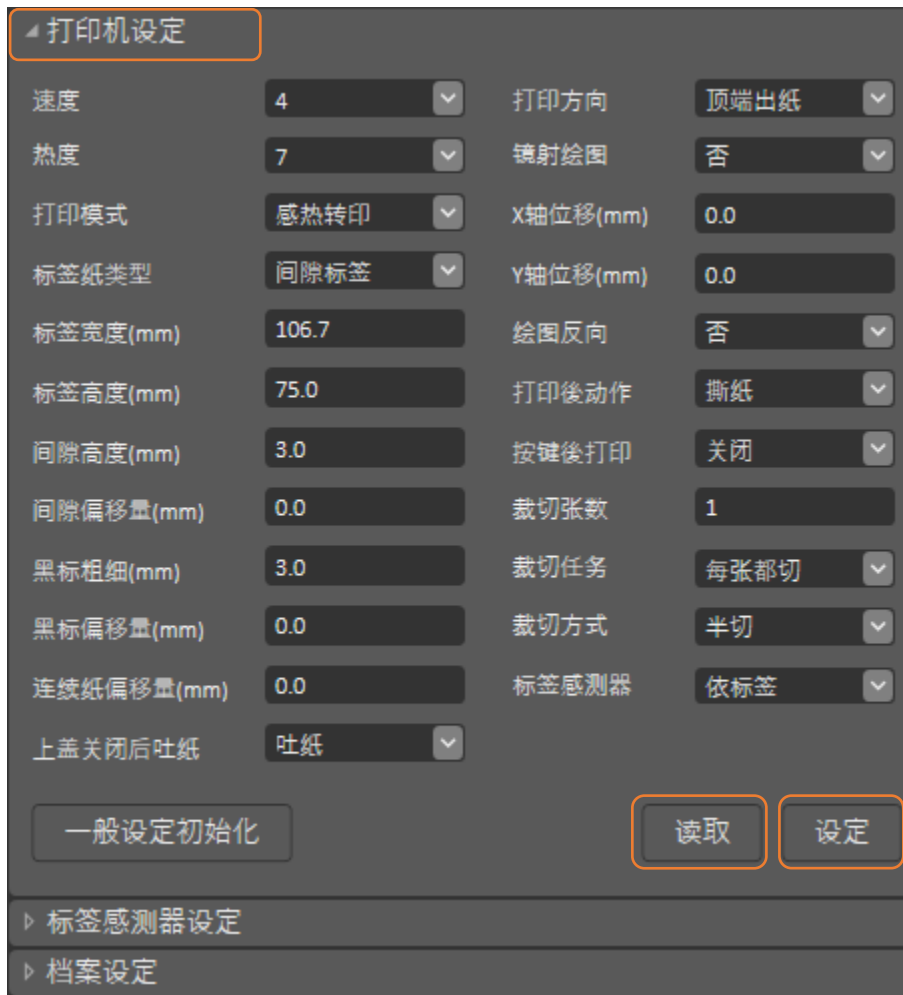 打印机设定
速度 4 打印方向 顶端出纸
热度 7 镜射绘图 否
打印模式 感热转印 X轴位移(mm) 0.0
标签纸类型 间隙标签 Y轴位移(mm) 0.0
标签宽度(mm) 106.7 绘图反向 否
标签高度(mm) 75.0 打印後动作 撕纸
间隙高度(mm) 3.0 按键後打印 关闭
间隙偏移量(mm) 0.0 裁切张数 1
黑标粗细(mm) 3.0 裁切任务 每张都切
黑标偏移量(mm) 0.0 裁切方式 半切
连续纸偏移量(mm) 0.0 标签感测器 依标签
上盖关闭后吐纸 吐纸
一般设定初始化 读取 设定
标签感测器设定
档案设定